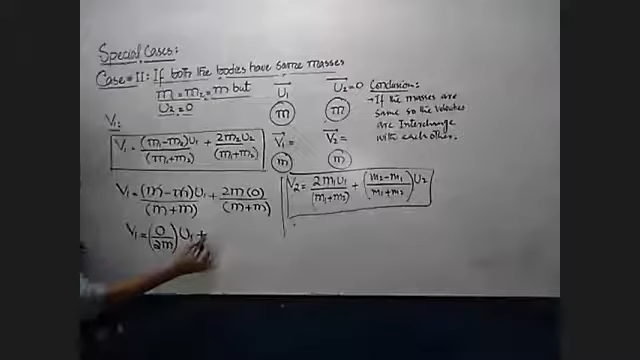 Special Cases:
Case=II: If both the bodies have same masses
m1=m2=m but
U2=0
U1
U2=0
m
m
V1=
V2=
m
m
Conclusion:
If the masses are
same so the velocites
are Interchange
with each other.
V1:
V1=(m1-m2)U1/(m1+m2) + 2m2U2/(m1+m2)
V1=(m-m)U1/(m+m) + 2m(0)/(m+m)
V1=(0/2m)U1+
V2=2m1U1/(m1+m2) + (m2-m1/m1+m2)U2